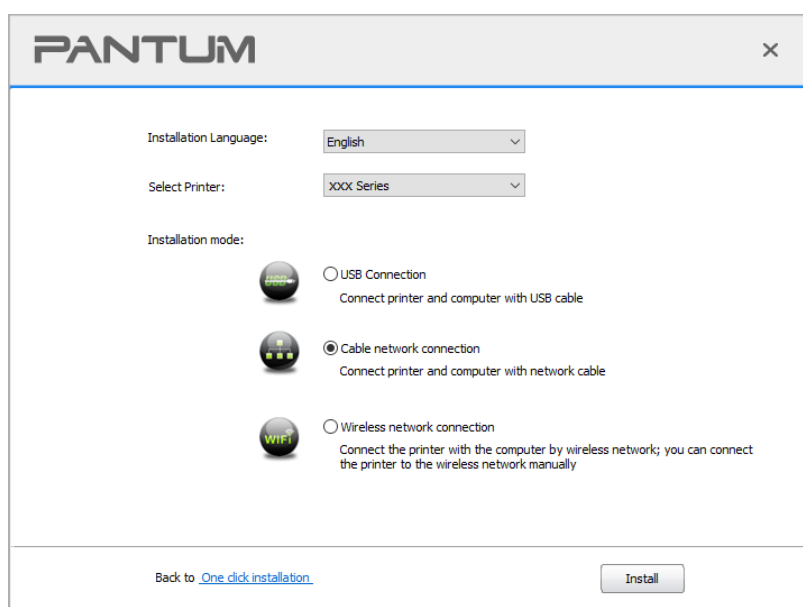 PANTUM
Installation Language: English
Select Printer: XXX Series
Installation mode:
USB
USB Connection
Connect printer and computer with USB cable
Cable network connection
Connect printer and computer with network cable
WiFi
Wireless network connection
Connect the printer with the computer by wireless network; you can connect
the printer to the wireless network manually
Back to One click installation
Install